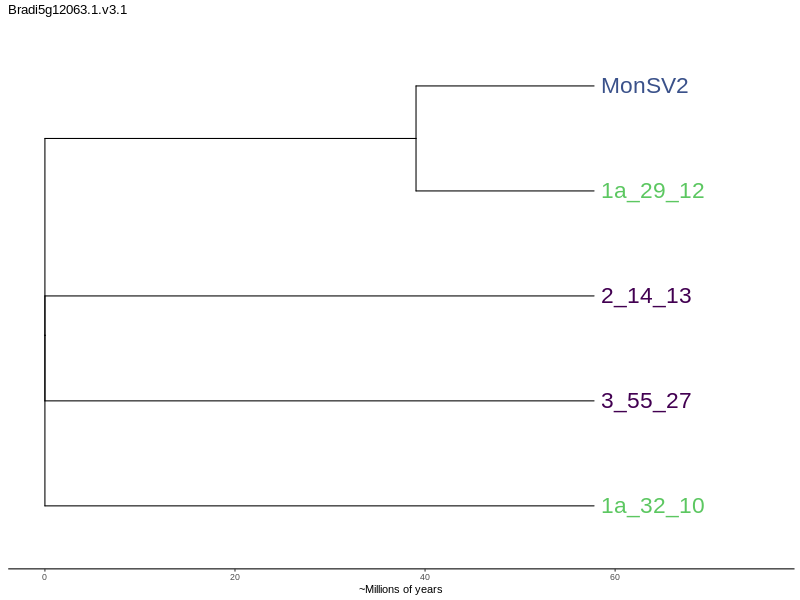 Bradi5g12063.1.v3.1
MonSV2
1a_29_12
2_14_13
3_55_27
1a_32_10
0 20 40 60
~Millions of years